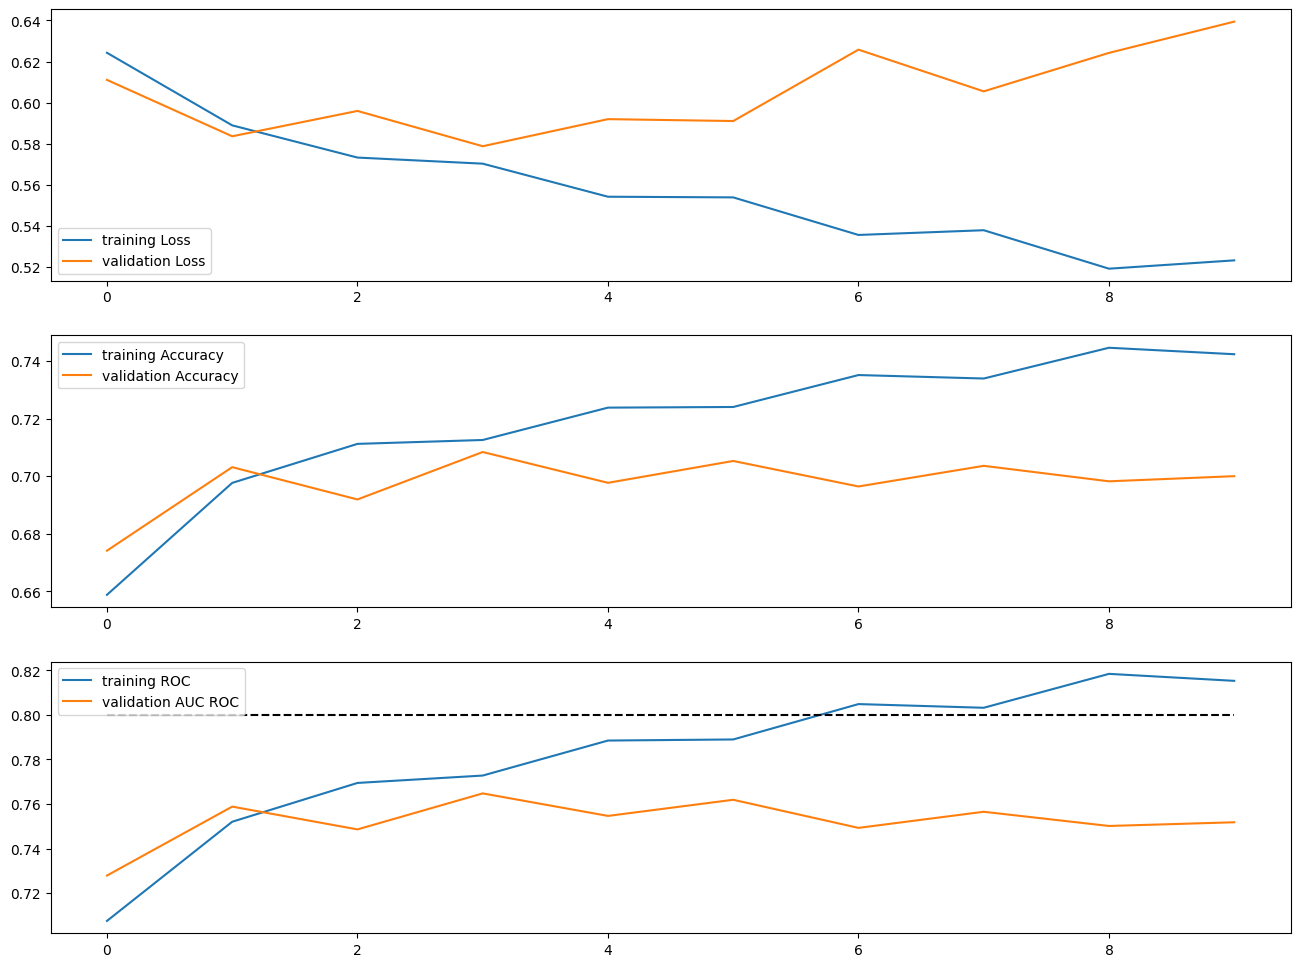 0.64
0.62
0.60
0.58
0.56
0.54
0.52
training Loss
validation Loss
0 2 4 6 8
0.74
0.72
0.70
0.68
0.66
training Accuracy
validation Accuracy
0 2 4 6 8
0.82
0.80
0.78
0.76
0.74
0.72
training ROC
validation AUC ROC
0 2 4 6 8